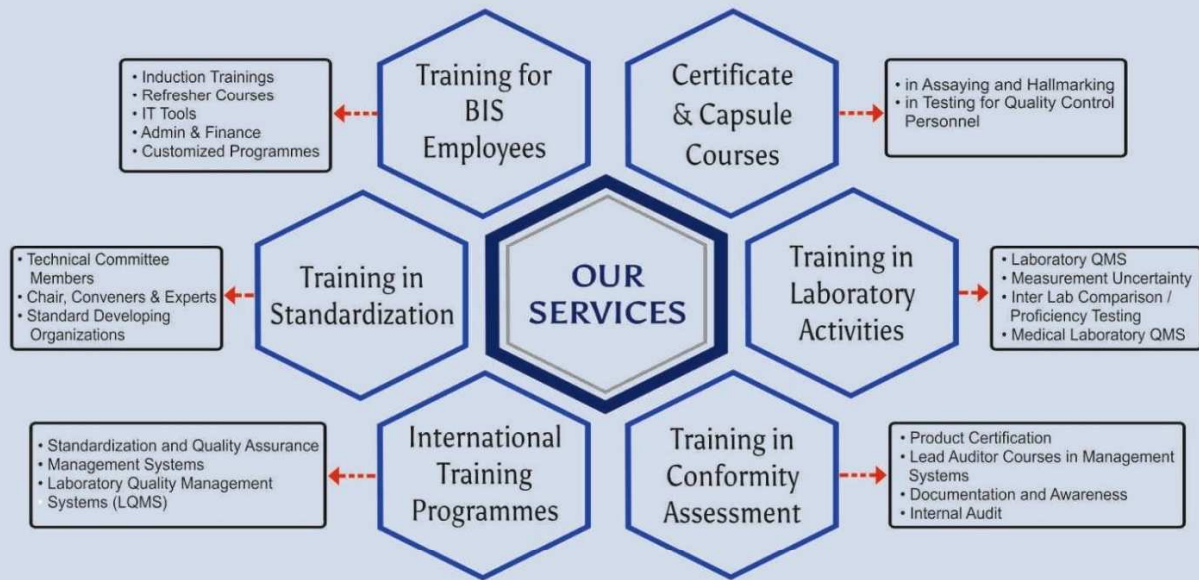 • Induction Trainings
• Refresher Courses
• IT Tools
• Admin & Finance
• Customized Programmes
Training for
BIS
Employees
Certificate
& Capsule
Courses
• in Assaying and Hallmarking
• in Testing for Quality Control
Personnel
• Technical Committee
Members
• Chair, Conveners & Experts
• Standard Developing
Organizations
Training in
Standardization
OUR
SERVICES
Training in
Laboratory
Activities
• Laboratory QMS
• Measurement Uncertainty
• Inter Lab Comparison /
Proficiency Testing
• Medical Laboratory QMS
• Standardization and Quality Assurance
• Management Systems
• Laboratory Quality Management
• Systems (LQMS)
International
Training
Programmes
Training in
Conformity
Assessment
• Product Certification
• Lead Auditor Courses in Management
Systems
• Documentation and Awareness
• Internal Audit